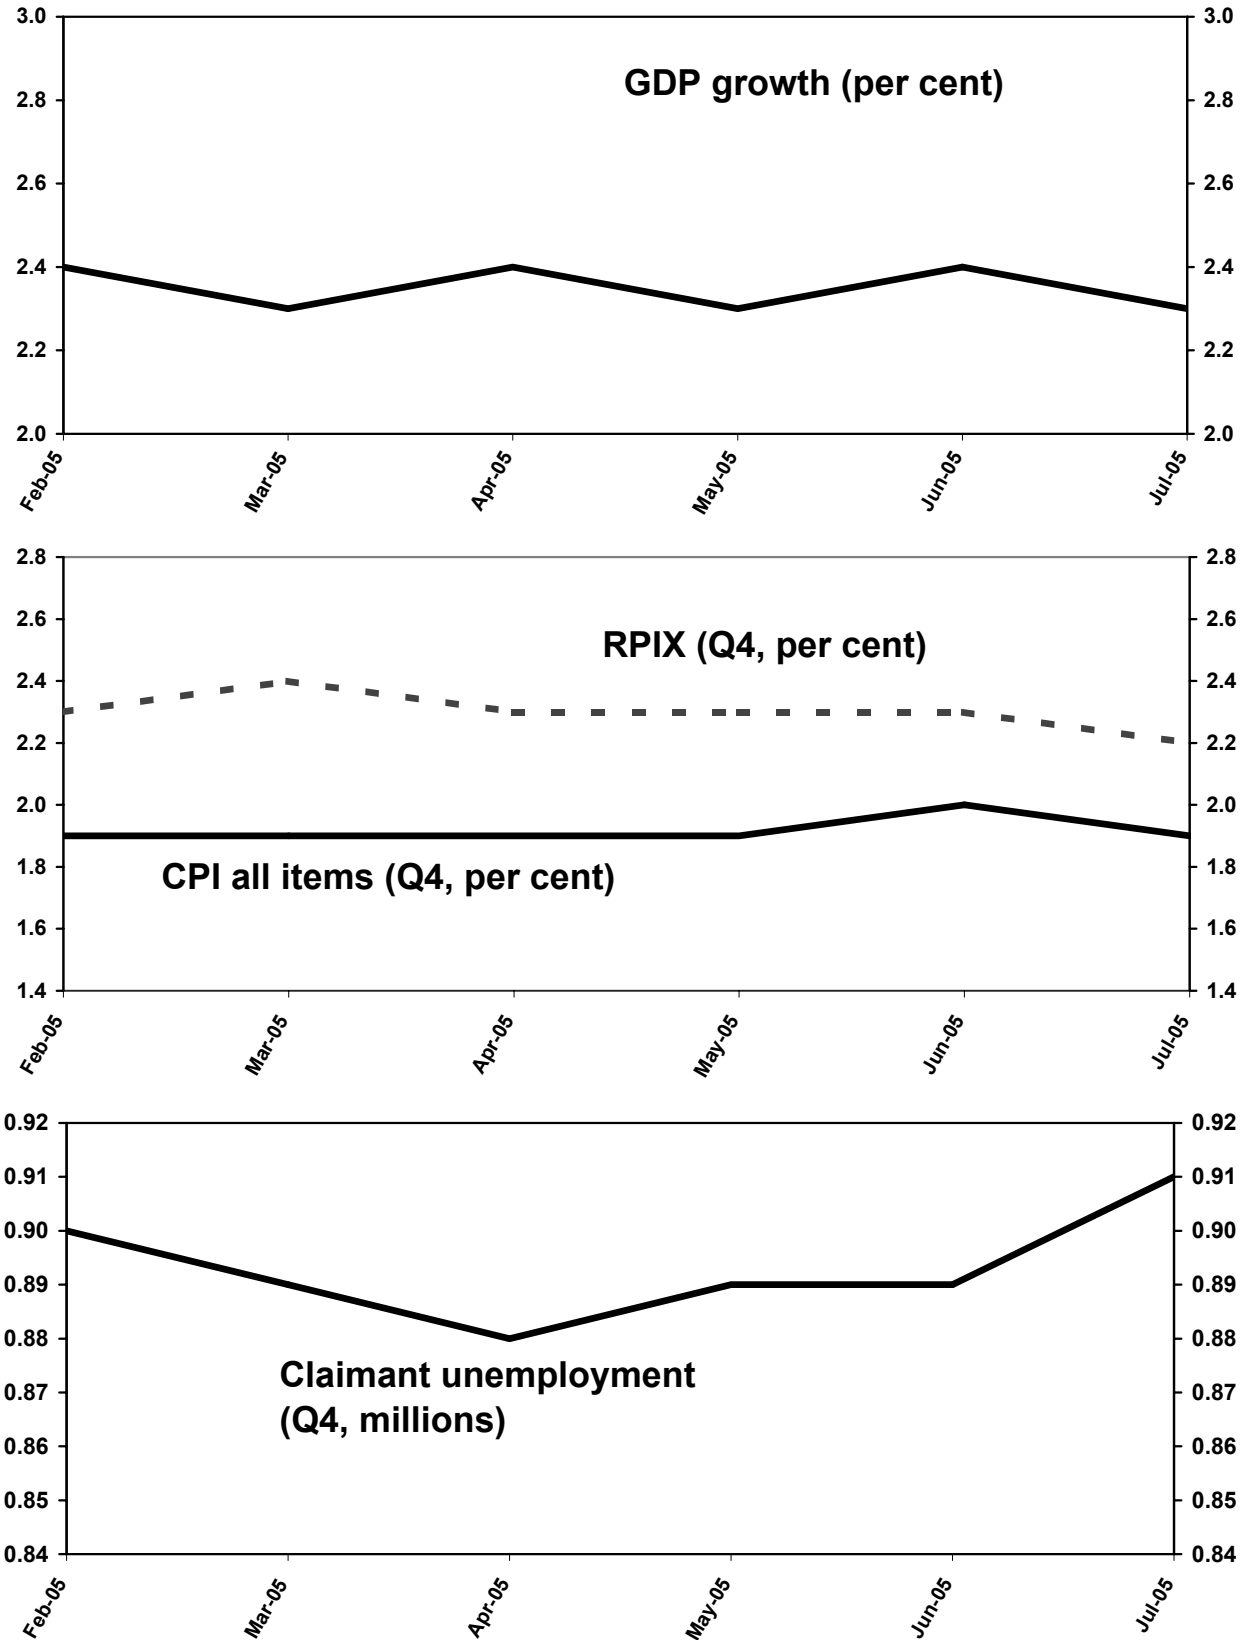 3.0 3.0
GDP growth (per cent)
2.8 2.8
2.6 2.6
2.4 2.4
2.2 2.2
2.0 2.0
Feb-05 Mar-05 Apr-05 May-05 Jun-05 Jul-05
2.8 2.8
2.6 2.6
RPIX (Q4, per cent)
2.4 2.4
2.2 2.2
2.0 2.0
1.8 1.8
CPI all items (Q4, per cent)
1.6 1.6
1.4 1.4
Feb-05 Mar-05 Apr-05 May-05 Jun-05 Jul-05
0.92 0.92
0.91 0.91
0.90 0.90
0.89 0.89
0.88 0.88
Claimant unemployment
0.87 0.87
(Q4, millions)
0.86 0.86
0.85 0.85
0.84 0.84
Feb-05 Mar-05 Apr-05 May-05 Jun-05 Jul-05